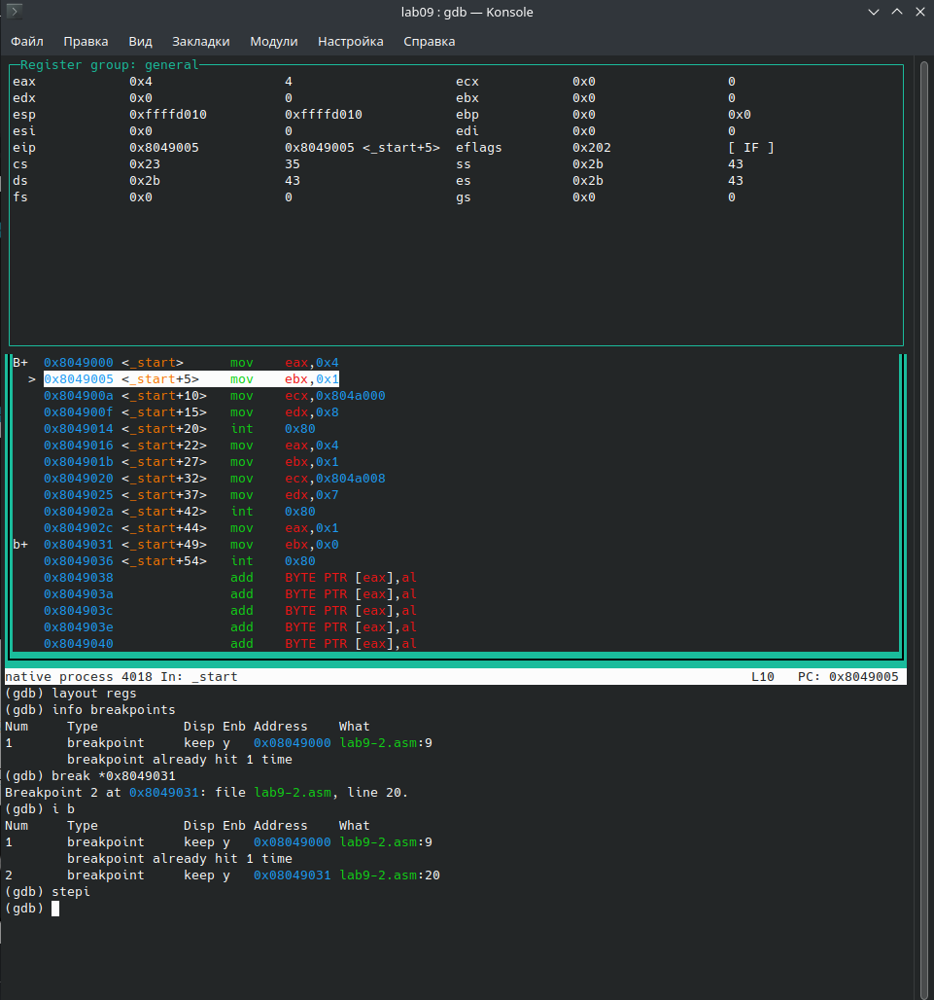 lab09 : gdb — Konsole
Файл Правка Вид Закладки Модули Настройка Справка
Register group: general
eax 0x4 4 ecx 0x0 0
edx 0x0 0 ebx 0x0 0
esp 0xffffd010 0xffffd010 ebp 0x0 0x0
esi 0x0 0 edi 0x0 0
eip 0x8049005 0x8049005 <_start+5> eflags 0x202 [ IF ]
cs 0x23 35 ss 0x2b 43
ds 0x2b 43 es 0x2b 43
fs 0x0 0 gs 0x0 0
B+ 0x8049000 <_start> mov eax,0x4
> 0x8049005 <_start+5> mov ebx,0x1
0x804900a <_start+10> mov ecx,0x804a000
0x804900f <_start+15> mov edx,0x8
0x8049014 <_start+20> int 0x80
0x8049016 <_start+22> mov eax,0x4
0x804901b <_start+27> mov ebx,0x1
0x8049020 <_start+32> mov ecx,0x804a008
0x8049025 <_start+37> mov edx,0x7
0x804902a <_start+42> int 0x80
0x804902c <_start+44> mov eax,0x1
b+ 0x8049031 <_start+49> mov ebx,0x0
0x8049036 <_start+54> int 0x80
0x8049038 add BYTE PTR [eax],al
0x804903a add BYTE PTR [eax],al
0x804903c add BYTE PTR [eax],al
0x804903e add BYTE PTR [eax],al
0x8049040 add BYTE PTR [eax],al
native process 4018 In: _start L10 PC: 0x8049005
(gdb) layout regs
(gdb) info breakpoints
Num Type Disp Enb Address What
1 breakpoint keep y 0x08049000 lab9-2.asm:9
breakpoint already hit 1 time
(gdb) break *0x8049031
Breakpoint 2 at 0x8049031: file lab9-2.asm, line 20.
(gdb) i b
Num Type Disp Enb Address What
1 breakpoint keep y 0x08049000 lab9-2.asm:9
breakpoint already hit 1 time
2 breakpoint keep y 0x08049031 lab9-2.asm:20
(gdb) stepi
(gdb)